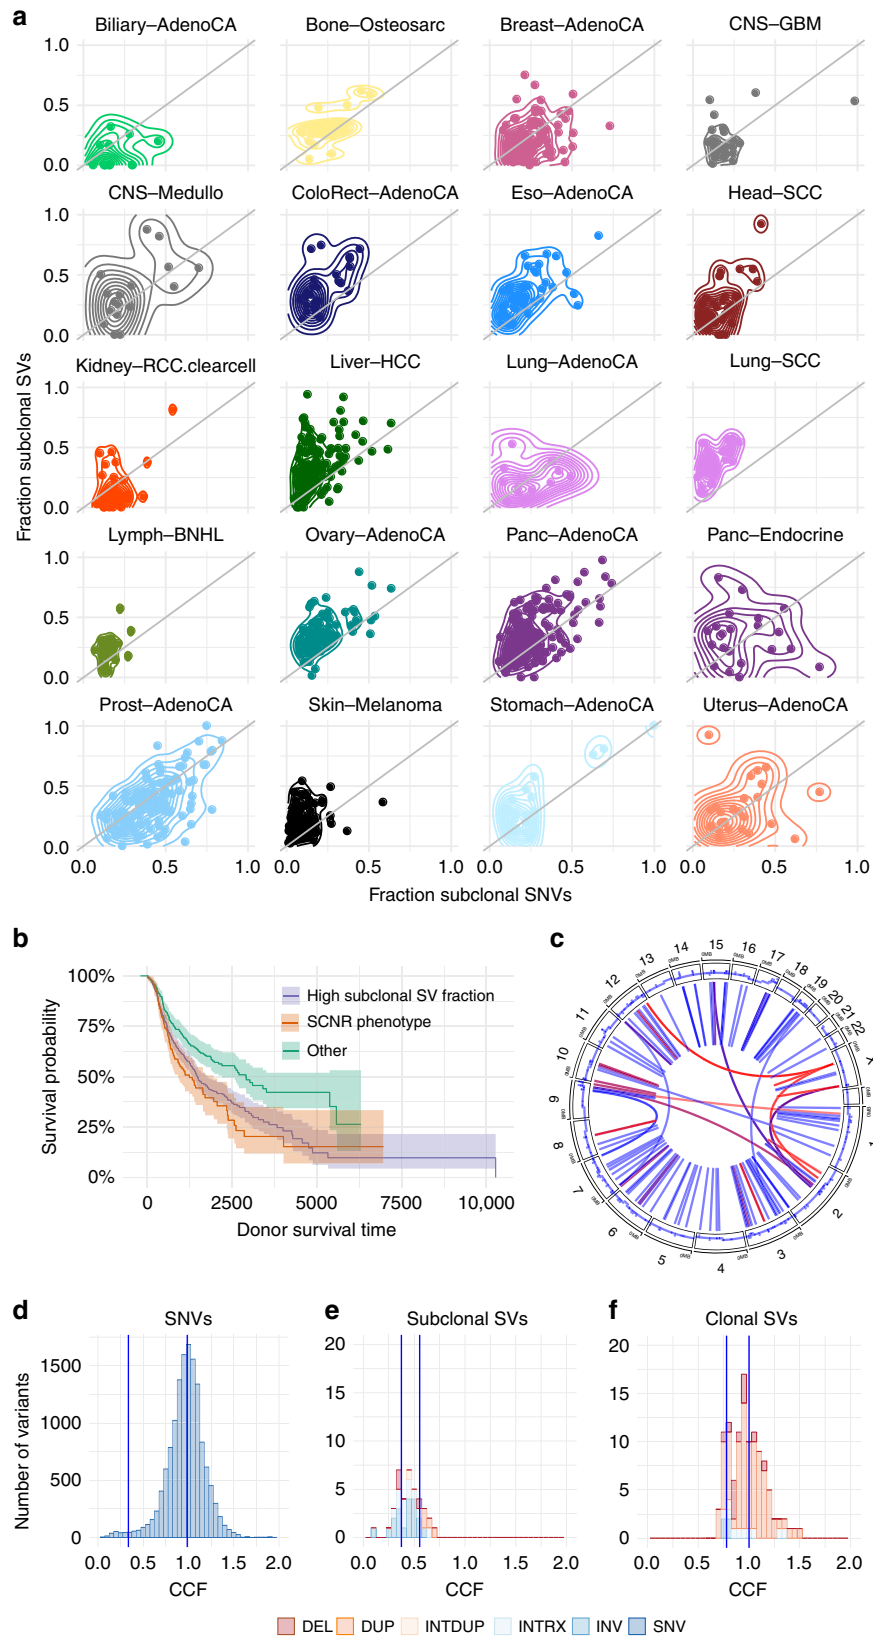 a
Biliary–AdenoCA Bone–Osteosarc Breast–AdenoCA CNS–GBM
1.0
0.5
0.0
CNS–Medullo ColoRect–AdenoCA Eso–AdenoCA Head–SCC
1.0
0.5
0.0
Fraction subclonal SVs
Kidney–RCC.clearcell Liver–HCC Lung–AdenoCA Lung–SCC
1.0
0.5
0.0
Lymph–BNHL Ovary–AdenoCA Panc–AdenoCA Panc–Endocrine
1.0
0.5
0.0
Prost–AdenoCA Skin–Melanoma Stomach–AdenoCA Uterus–AdenoCA
1.0
0.5
0.0
0.0 0.5 1.0 0.0 0.5 1.0 0.0 0.5 1.0 0.0 0.5 1.0
Fraction subclonal SNVs
b
Survival probability
100%
75%
50%
25%
0%
High subclonal SV fraction
SCNR phenotype
Other
0 2500 5000 7500 10,000
Donor survival time
c
1 2 3 4 5 6 7 8 9 10 11 12 13 14 15 16 17 18 19 20 21 22 X
0MB
d
SNVs
Number of variants
1500
1000
500
0
0.0 0.5 1.0 1.5 2.0
CCF
e
Subclonal SVs
20
15
10
5
0
0.0 0.5 1.0 1.5 2.0
CCF
f
Clonal SVs
20
15
10
5
0
0.0 0.5 1.0 1.5 2.0
CCF
DEL DUP INTDUP INTRX INV SNV